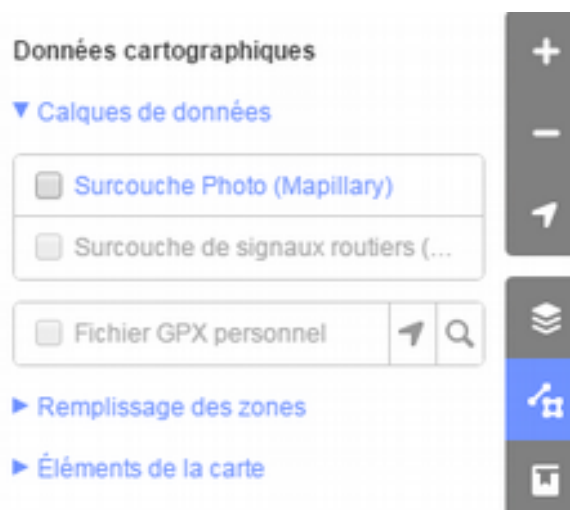 Données cartographiques
Calques de données
Surcouche Photo (Mapillary)
Surcouche de signaux routiers (...
Fichier GPX personnel
Remplissage des zones
Éléments de la carte